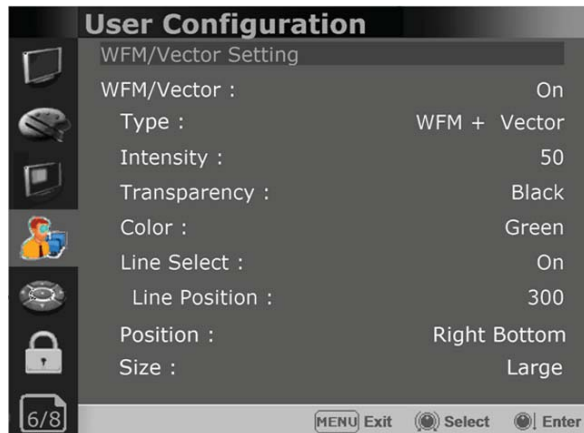 User Configuration
WFM/Vector Setting
WFM/Vector : On
Type : WFM + Vector
Intensity : 50
Transparency : Black
Color : Green
Line Select : On
Line Position : 300
Position : Right Bottom
Size : Large
6/8 MENU Exit Select Enter